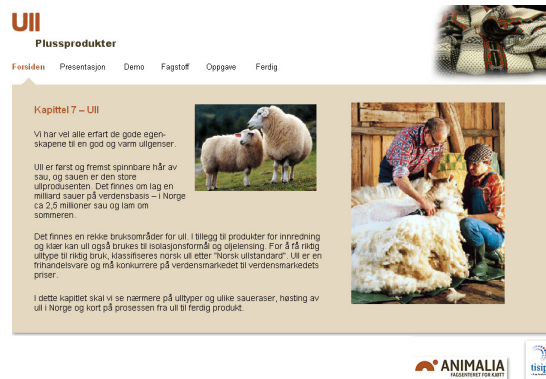 Ull
Plussprodukter
Forsiden Presentasjon Demo Fagstoff Oppgave Ferdig
Kapittel 7 – Ull
Vi har vel alle erfart de gode egen-
skapene til en god og varm ullgenser.
Ull er først og fremst spinnbare hår av
sau, og sauen er den store
ullprodusenten. Det finnes om lag en
milliard sauer på verdensbasis – i Norge
ca 2,5 millioner sau og lam om
sommeren.
Det finnes en rekke bruksområder for ull. I tillegg til produkter for innredning
og klær kan ull også brukes til isolasjonsformål og oljelensing. For å få riktig
ulltype til riktig bruk, klassifiseres norsk ull etter "Norsk ullstandard". Ull er en
frihandelsvare og må konkurrere på verdensmarkedet til verdensmarkedets
priser.
I dette kapitlet skal vi se nærmere på ulltyper og ulike saueraser, høsting av
ull i Norge og kort på prosessen fra ull til ferdig produkt.
ANIMALIA
FAGSENTERET FOR KJØTT
tisip